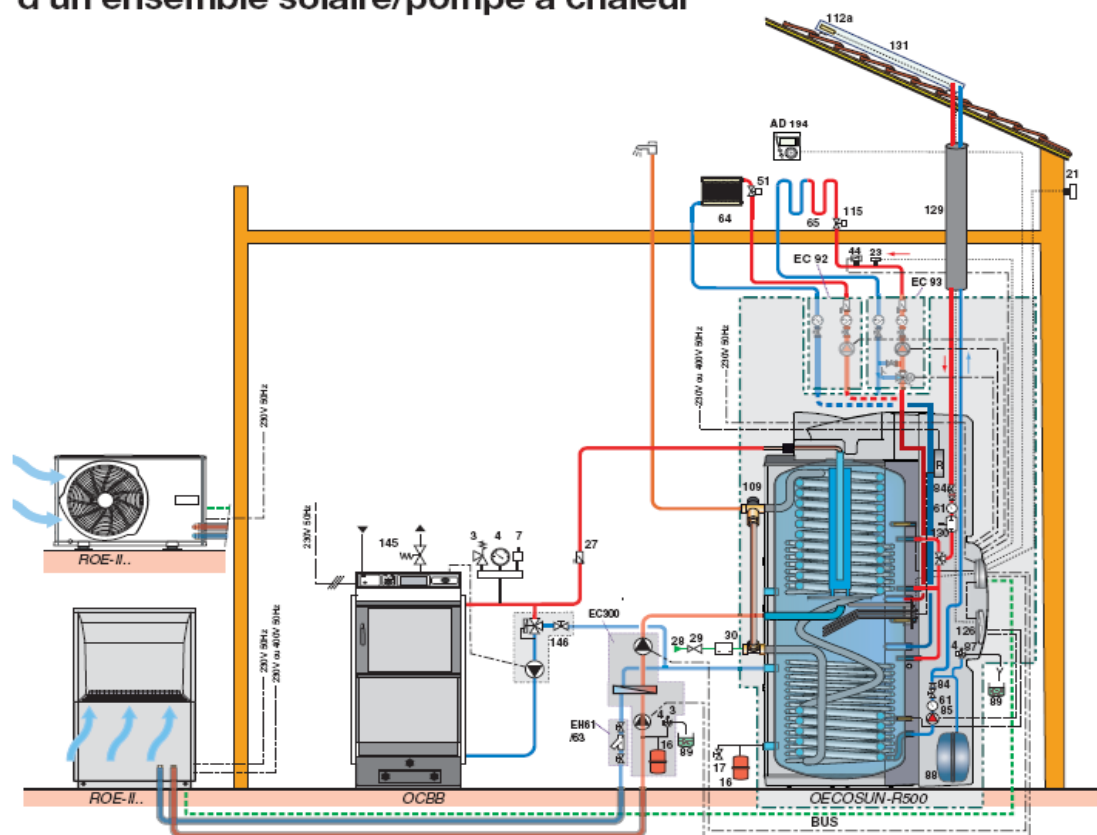 d'un ensemble solaire/pompe à chaleur
112a
131
AD 194
21
51
64
65
115
129
44
23
EC 92
EC 93
230V 50Hz
~230V ou 400V 50Hz
230V 50Hz
R
84
61
130
109
ROE-II..
230V 50Hz
145
3
4
7
27
EC300
146
28
29
30
126
4
87
89
84
61
85
88
EH61
/63
4
3
16
89
17
16
230V 50Hz
230V ou 400V 50Hz
ROE-II..
OCBB
OECOSUN-R500
BUS